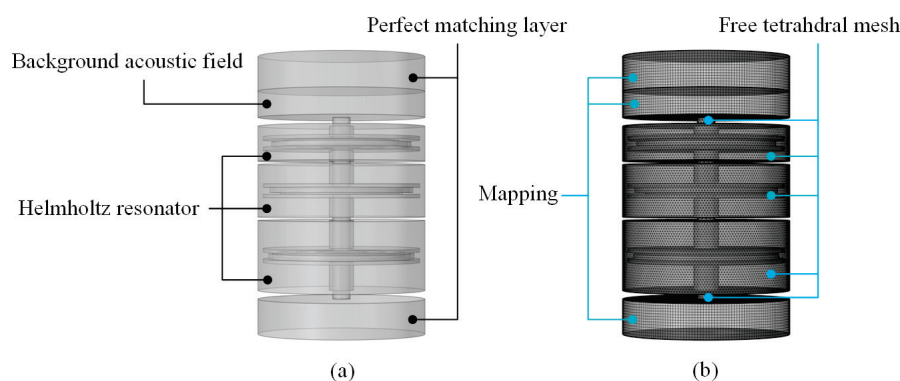 Perfect matching layer
Background acoustic field
Helmholtz resonator
(a)
Free tetrahdral mesh
Mapping
(b)